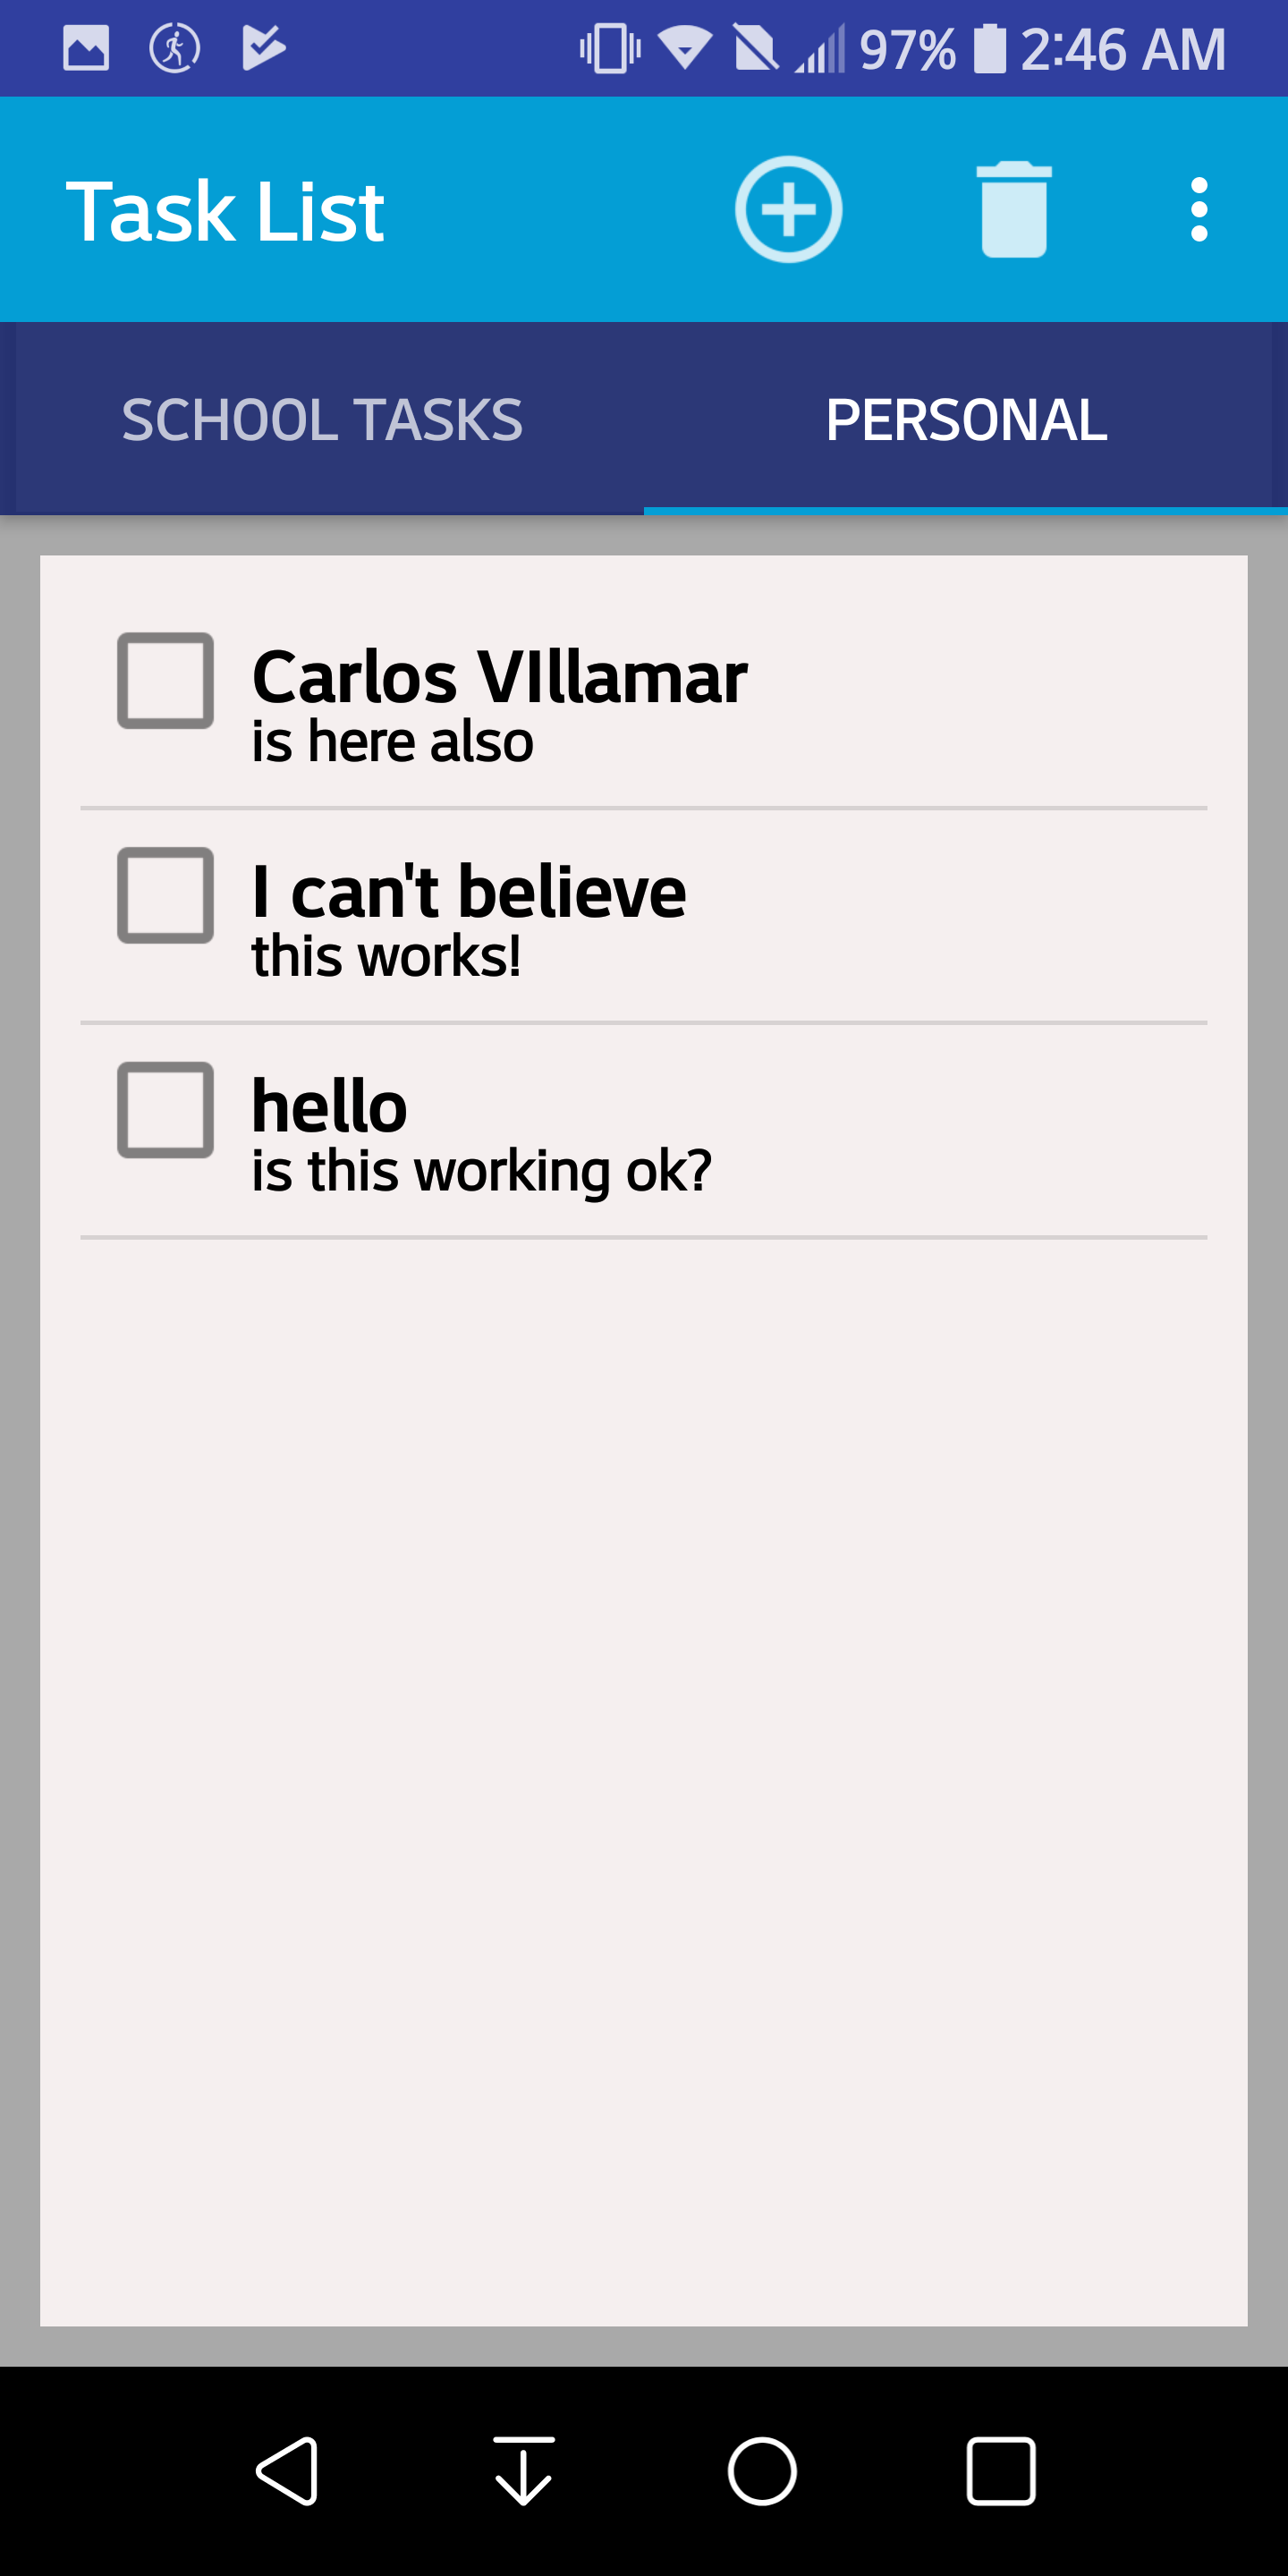 97% 2:46 AM
Task List
SCHOOL TASKS PERSONAL
Carlos VIllamar
is here also
I can't believe
this works!
hello
is this working ok?